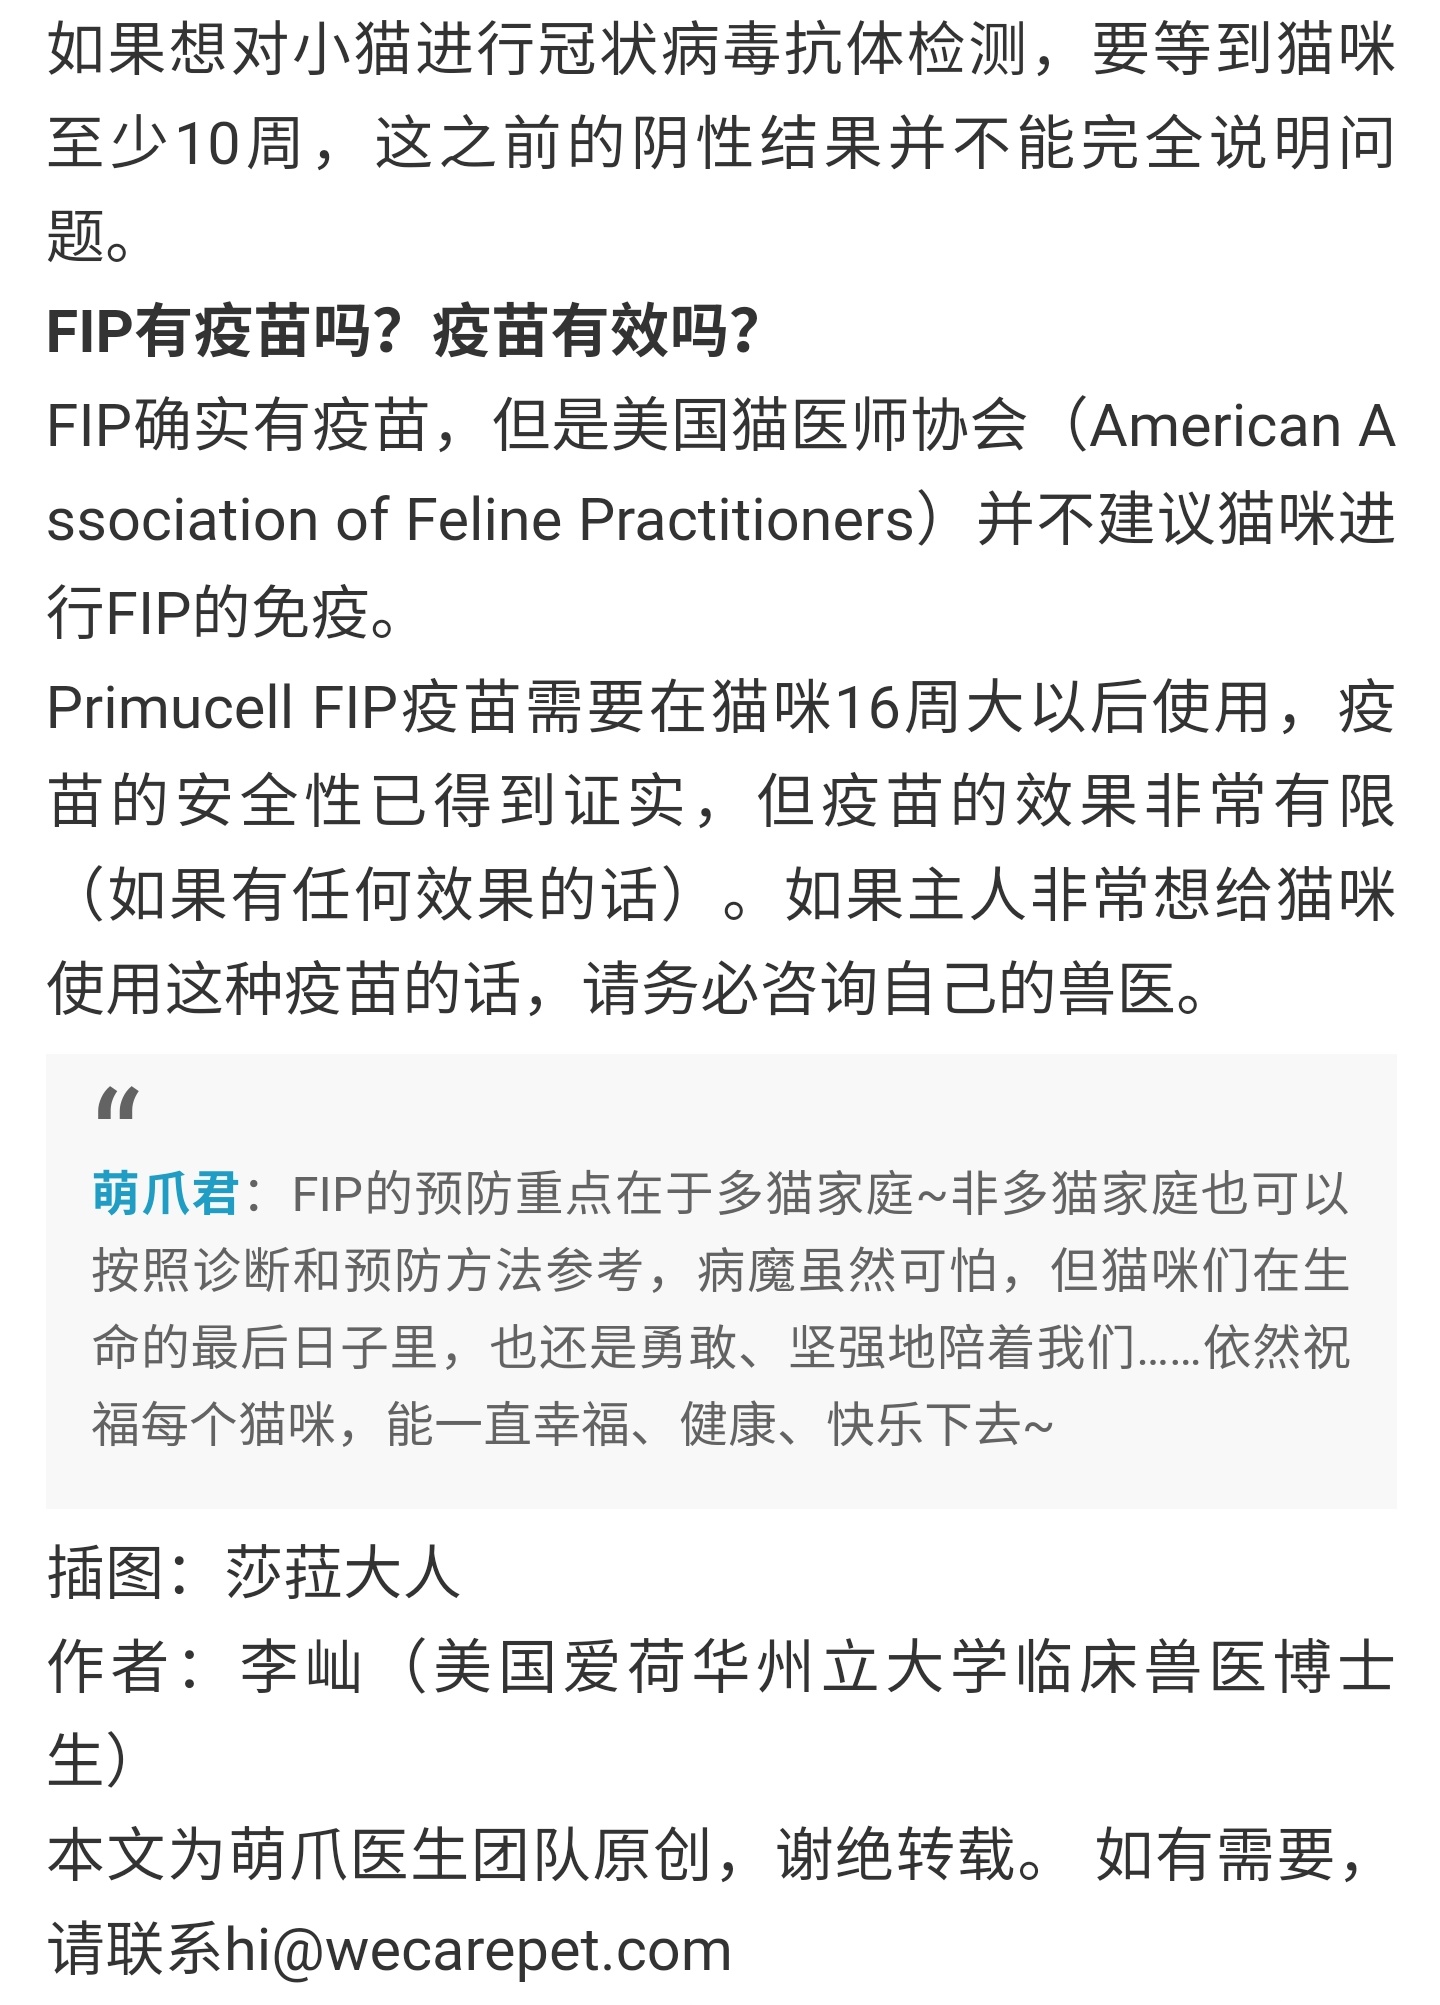 如果想对小猫进行冠状病毒抗体检测，要等到猫咪
至少10周，这之前的阴性结果并不能完全说明问
题。
FIP有疫苗吗？疫苗有效吗？
FIP确实有疫苗，但是美国猫医师协会（American A
ssociation of Feline Practitioners）并不建议猫咪进
行FIP的免疫。
Primucell FIP疫苗需要在猫咪16周大以后使用，疫
苗的安全性已得到证实，但疫苗的效果非常有限
（如果有任何效果的话）。如果主人非常想给猫咪
使用这种疫苗的话，请务必咨询自己的兽医。
“
萌爪君：FIP的预防重点在于多猫家庭~非多猫家庭也可以
按照诊断和预防方法参考，病魔虽然可怕，但猫咪们在生
命的最后日子里，也还是勇敢、坚强地陪着我们……依然祝
福每个猫咪，能一直幸福、健康、快乐下去~
插图：莎菈大人
作者：李屾（美国爱荷华州立大学临床兽医博士
生）
本文为萌爪医生团队原创，谢绝转载。 如有需要，
请联系hi@wecarepet.com